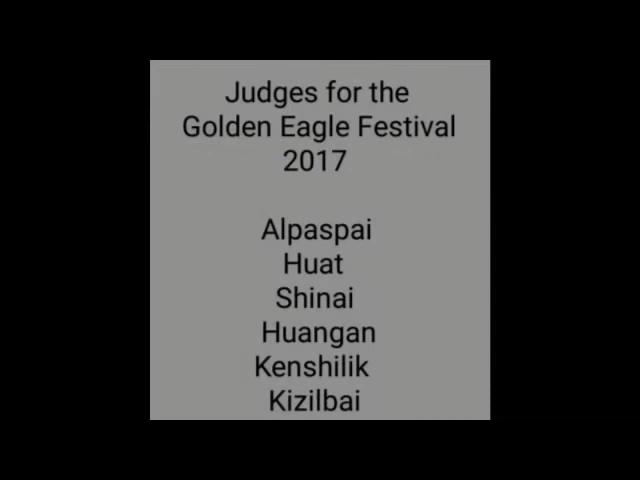 Judges for the
Golden Eagle Festival
2017
Alpaspai
Huat
Shinai
Huangan
Kenshilik
Kizilbai